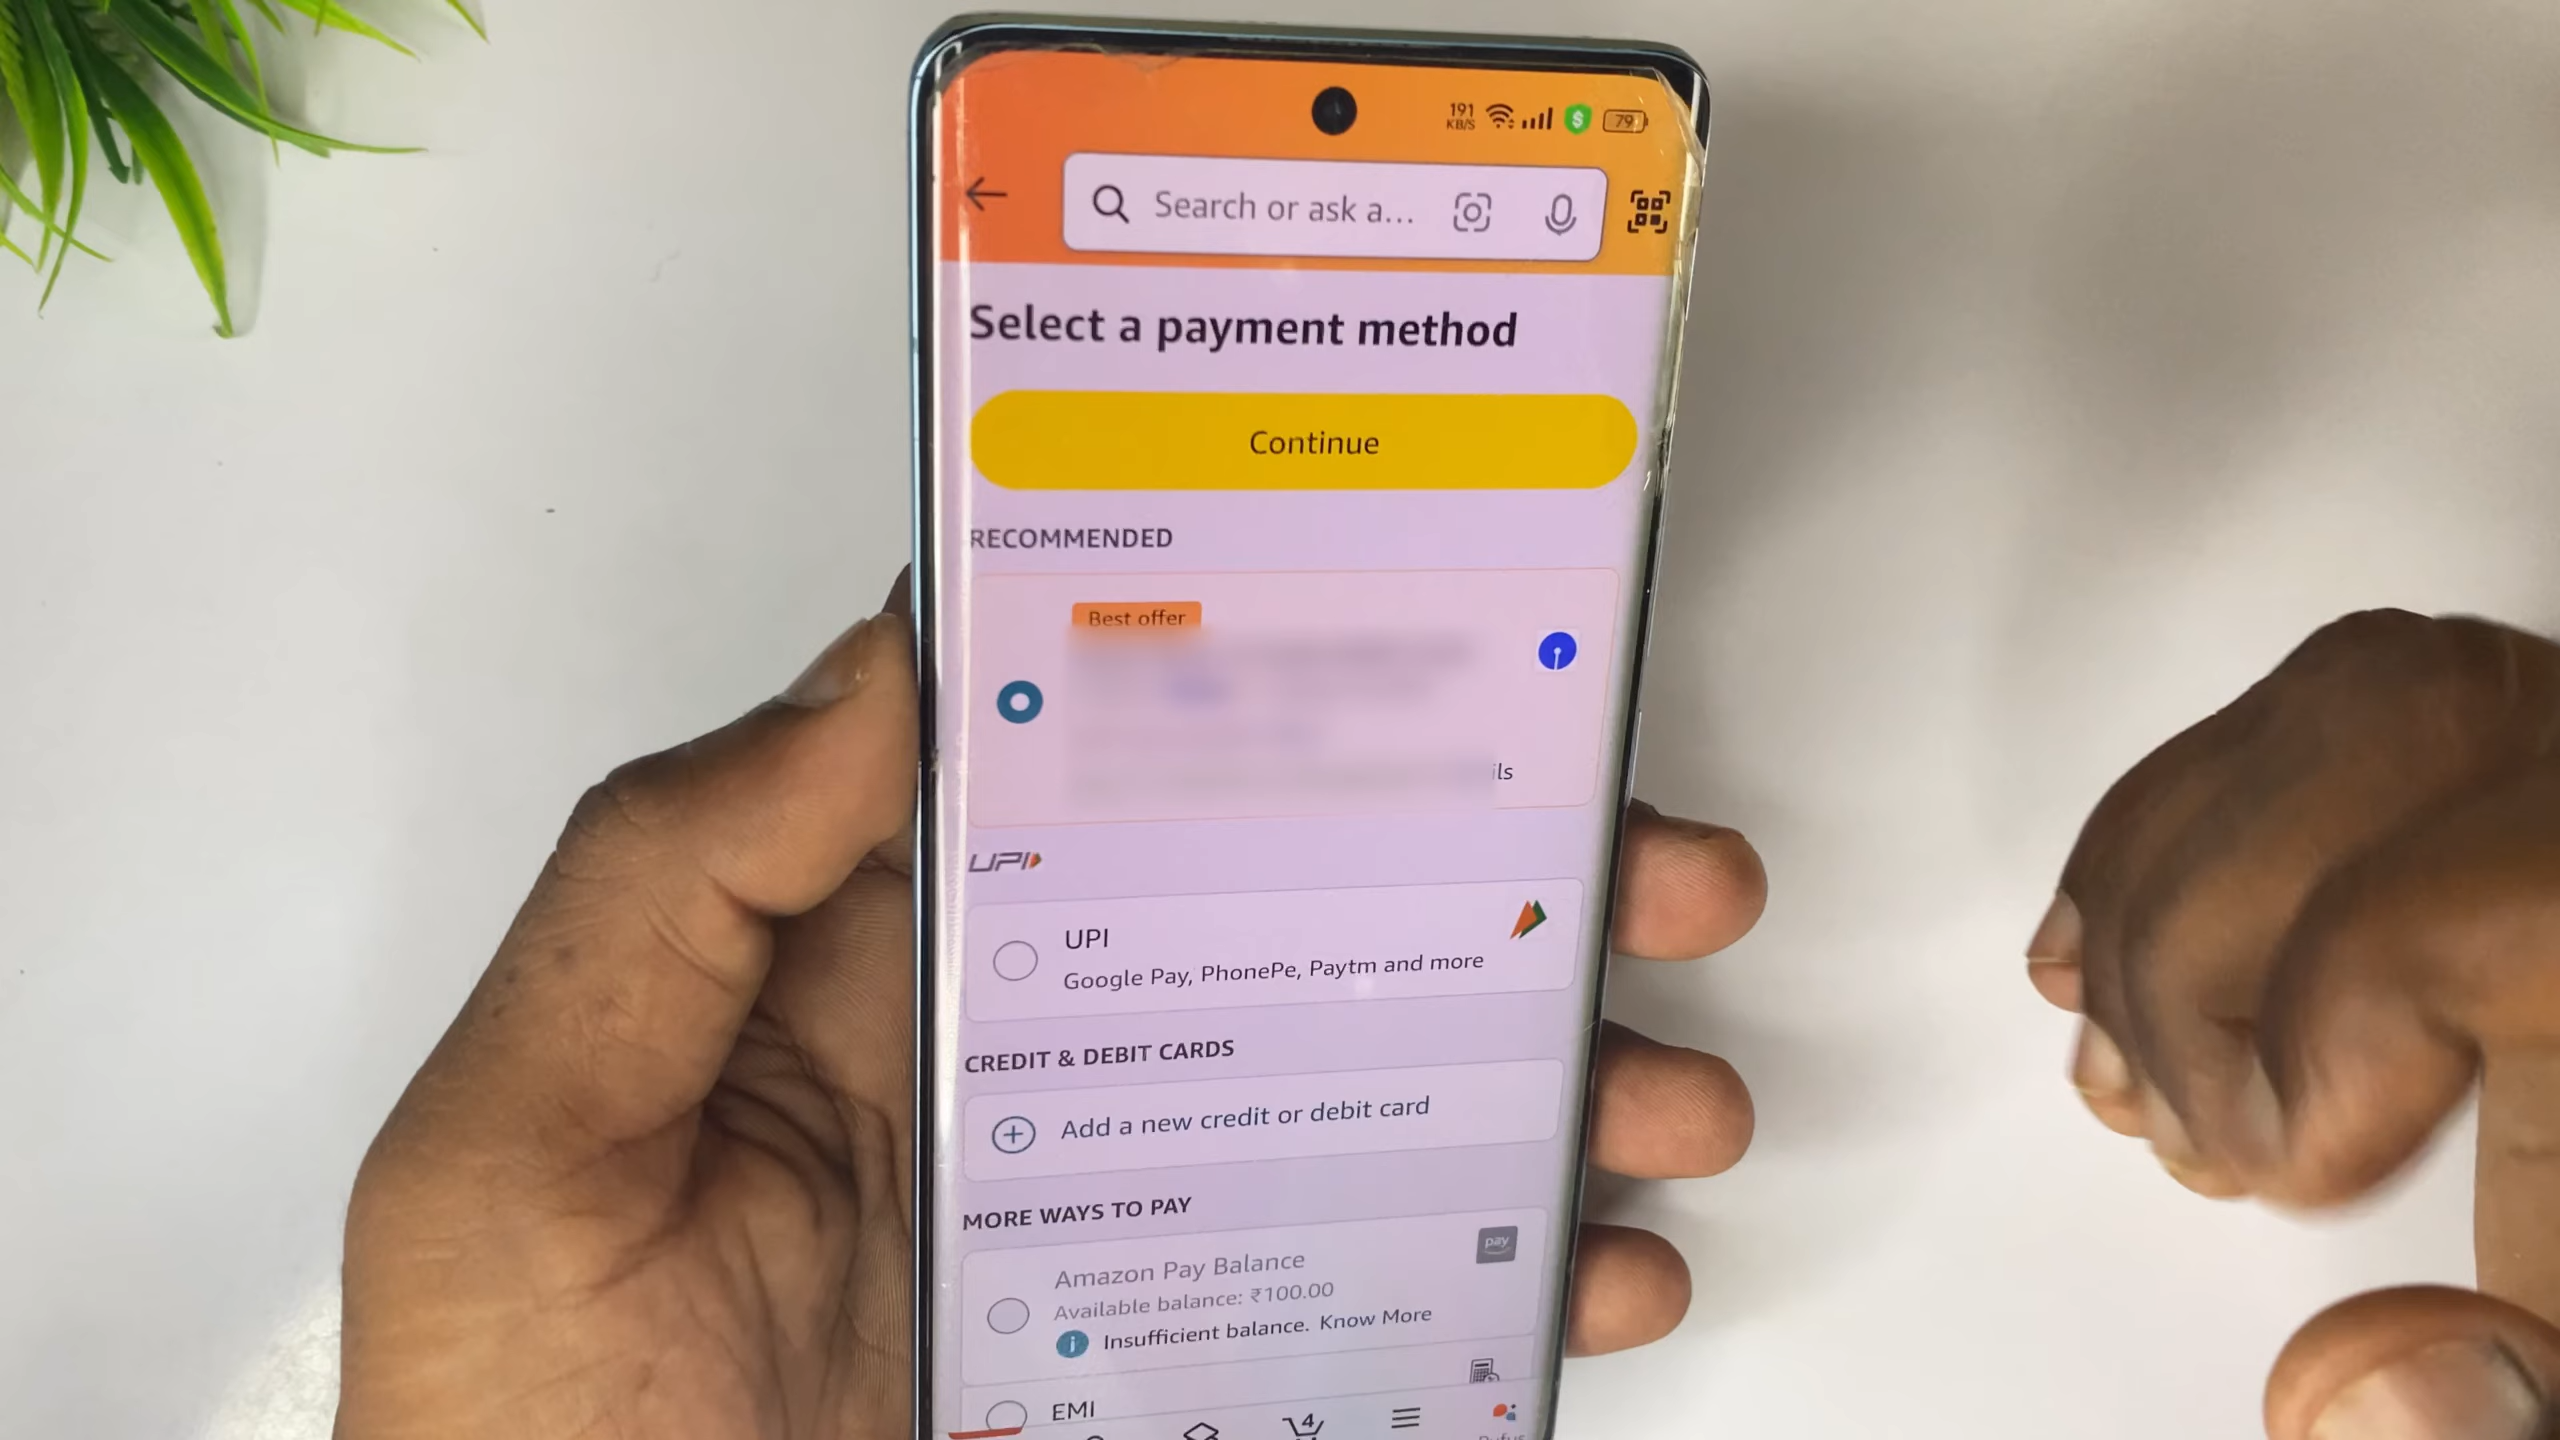 191
KB/S
79
Search or ask a...
Select a payment method
Continue
RECOMMENDED
Best offer
ils
UPI
UPI
Google Pay, PhonePe, Paytm and more
CREDIT & DEBIT CARDS
Add a new credit or debit card
MORE WAYS TO PAY
Amazon Pay Balance
pay
Available balance: ₹100.00
Insufficient balance. Know More
EMI
4